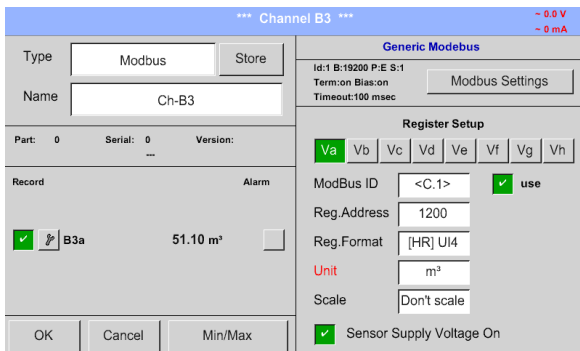 *** Channel B3 ***
~ 0.0 V
~ 0 mA
Type
Modbus
Store
Name
Ch-B3
Part: 0 Serial: 0 Version:
---
Record Alarm
B3a 51.10 m³
OK Cancel Min/Max
Generic Modebus
Id:1 B:19200 P:E S:1
Term:on Bias:on
Timeout:100 msec
Modbus Settings
Register Setup
Va Vb Vc Vd Ve Vf Vg Vh
ModBus ID <C.1> use
Reg.Address 1200
Reg.Format [HR] UI4
Unit m³
Scale Don't scale
Sensor Supply Voltage On